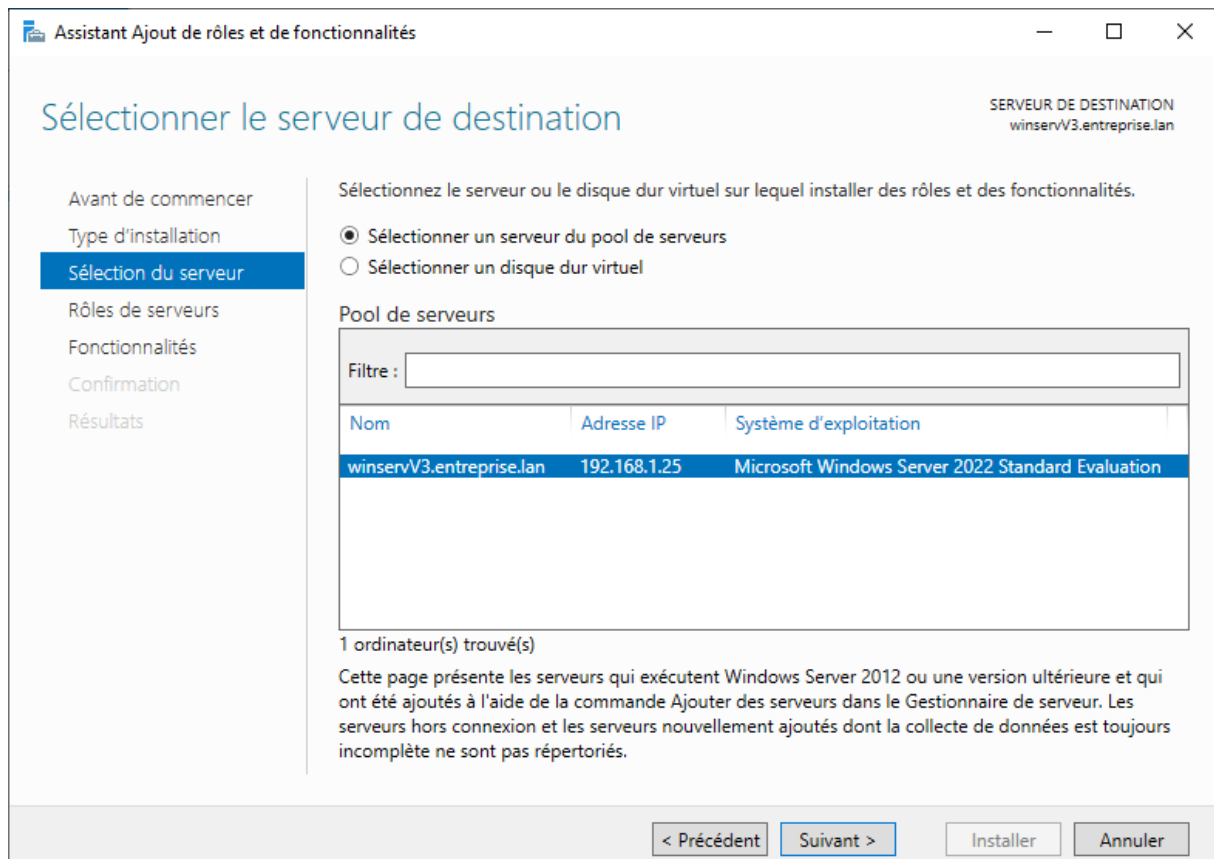 Assistant Ajout de rôles et de fonctionnalités
Sélectionner le serveur de destination
SERVEUR DE DESTINATION
winservV3.entreprise.lan
Avant de commencer
Type d'installation
Sélection du serveur
Rôles de serveurs
Fonctionnalités
Confirmation
Résultats
Sélectionnez le serveur ou le disque dur virtuel sur lequel installer des rôles et des fonctionnalités.
Sélectionner un serveur du pool de serveurs
Sélectionner un disque dur virtuel
Pool de serveurs
Filtre :
Nom Adresse IP Système d'exploitation
winservV3.entreprise.lan 192.168.1.25 Microsoft Windows Server 2022 Standard Evaluation
1 ordinateur(s) trouvé(s)
Cette page présente les serveurs qui exécutent Windows Server 2012 ou une version ultérieure et qui
ont été ajoutés à l'aide de la commande Ajouter des serveurs dans le Gestionnaire de serveur. Les
serveurs hors connexion et les serveurs nouvellement ajoutés dont la collecte de données est toujours
incomplète ne sont pas répertoriés.
< Précédent Suivant > Installer Annuler